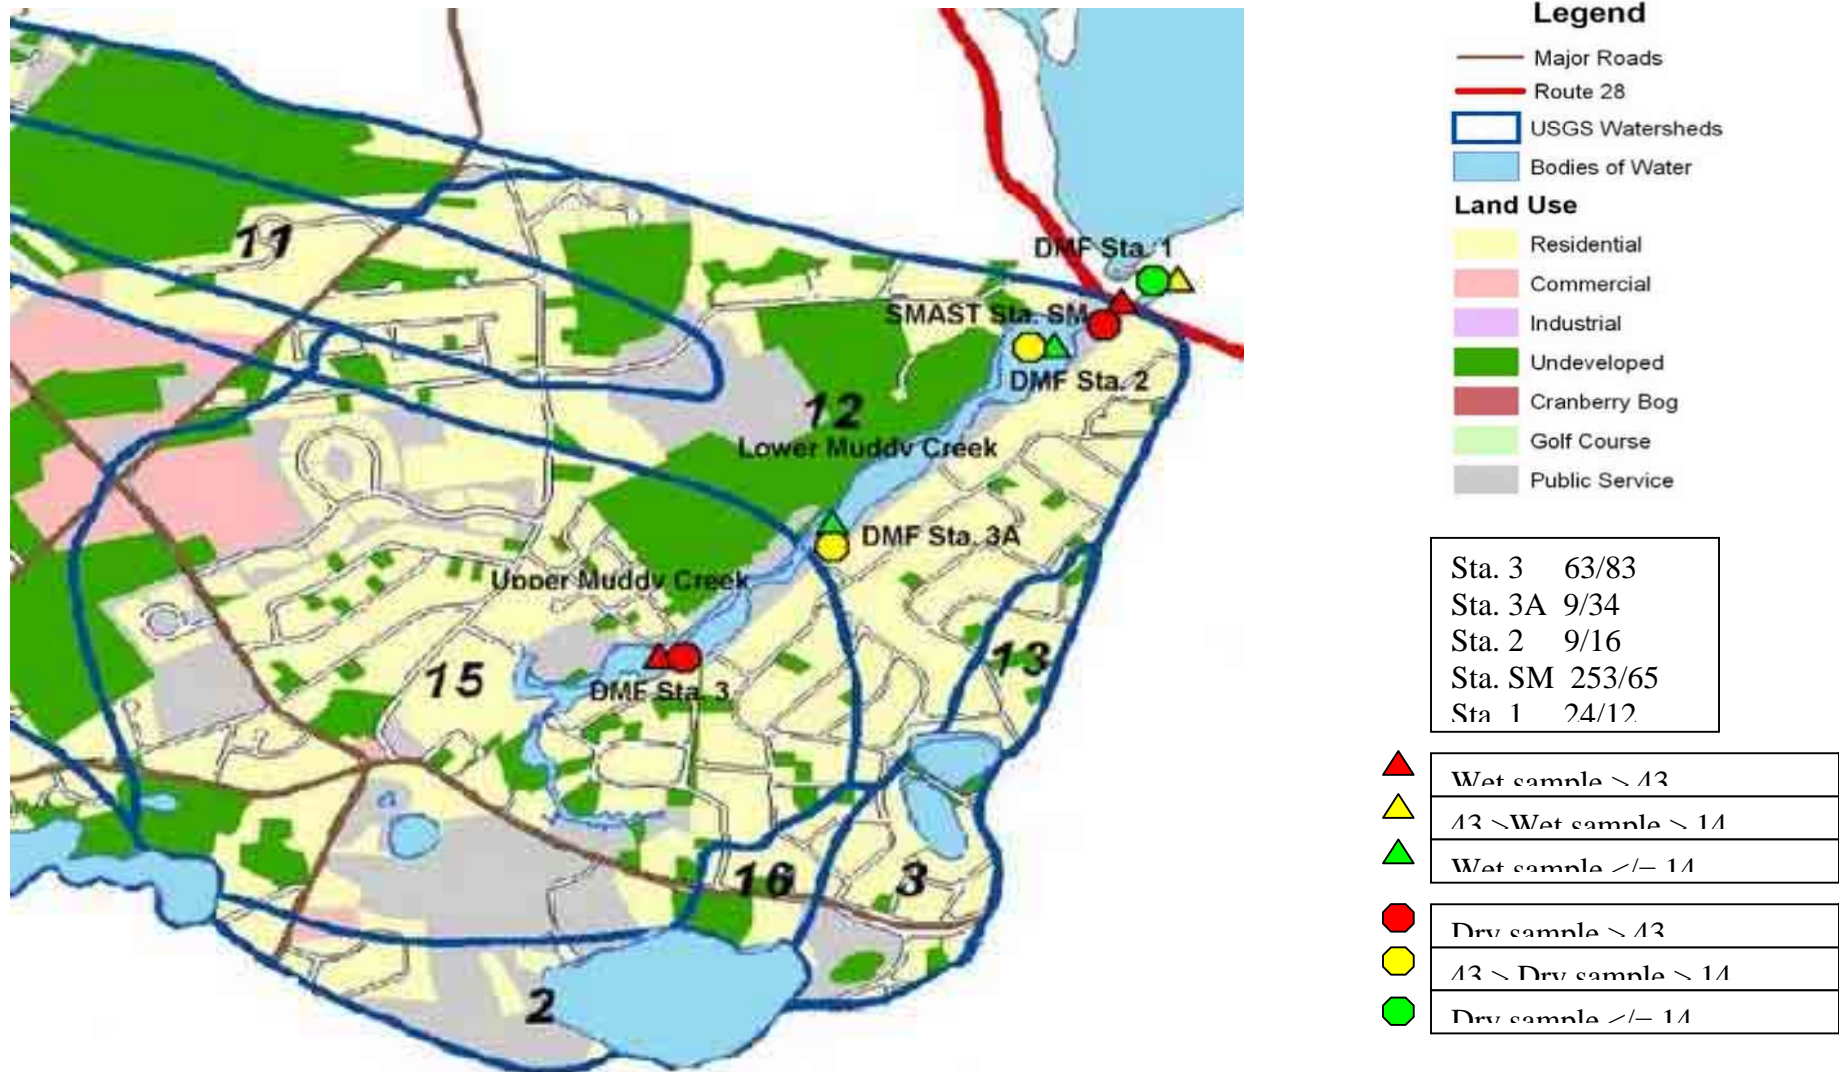 Legend
Major Roads
Route 28
USGS Watersheds
Bodies of Water
Land Use
Residential
Commercial
Industrial
Undeveloped
Cranberry Bog
Golf Course
Public Service
11
DMF Sta. 1
SMAST Sta. SM
DMF Sta. 2
12
Lower Muddy Creek
DMF Sta. 3A
Upper Muddy Creek
13
15
DMF Sta. 3
16
3
2
Sta. 3 63/83
Sta. 3A 9/34
Sta. 2 9/16
Sta. SM 253/65
Sta. 1 24/12
Wet sample > 43
43 >Wet sample > 14
Wet sample </= 14
Dry sample > 43
43 > Dry sample > 14
Dry sample </= 14